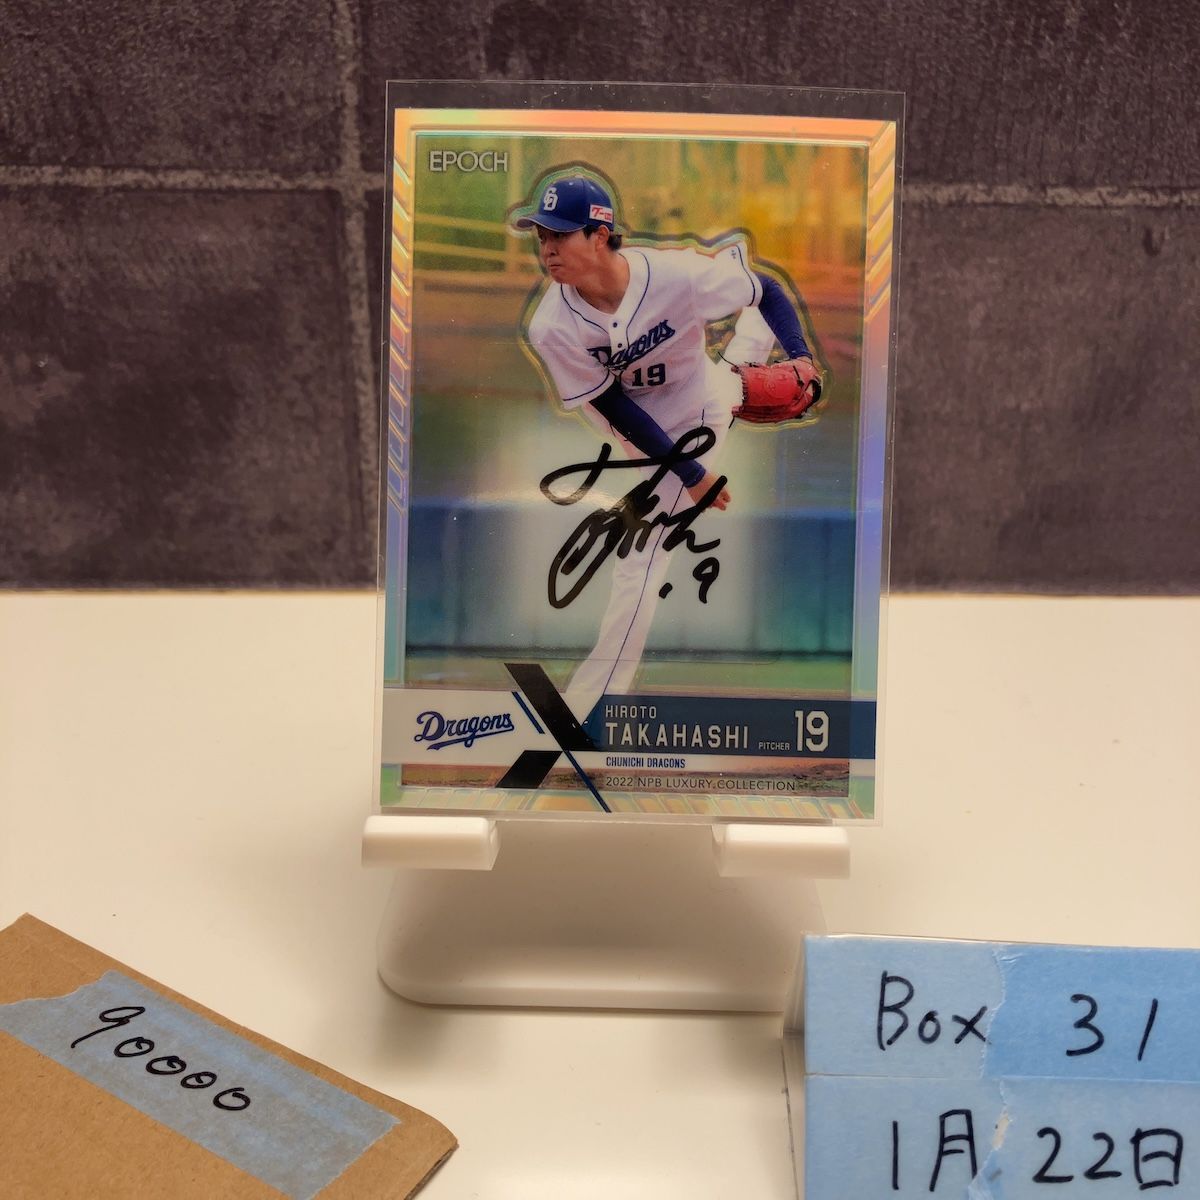 EPOCH
Dragons
19
.9
Dragons
HIROTO
TAKAHASHI PITCHER 19
CHUNICHI DRAGONS
2022 NPB LUXURY COLLECTION
90000
Box 31
1月 22日